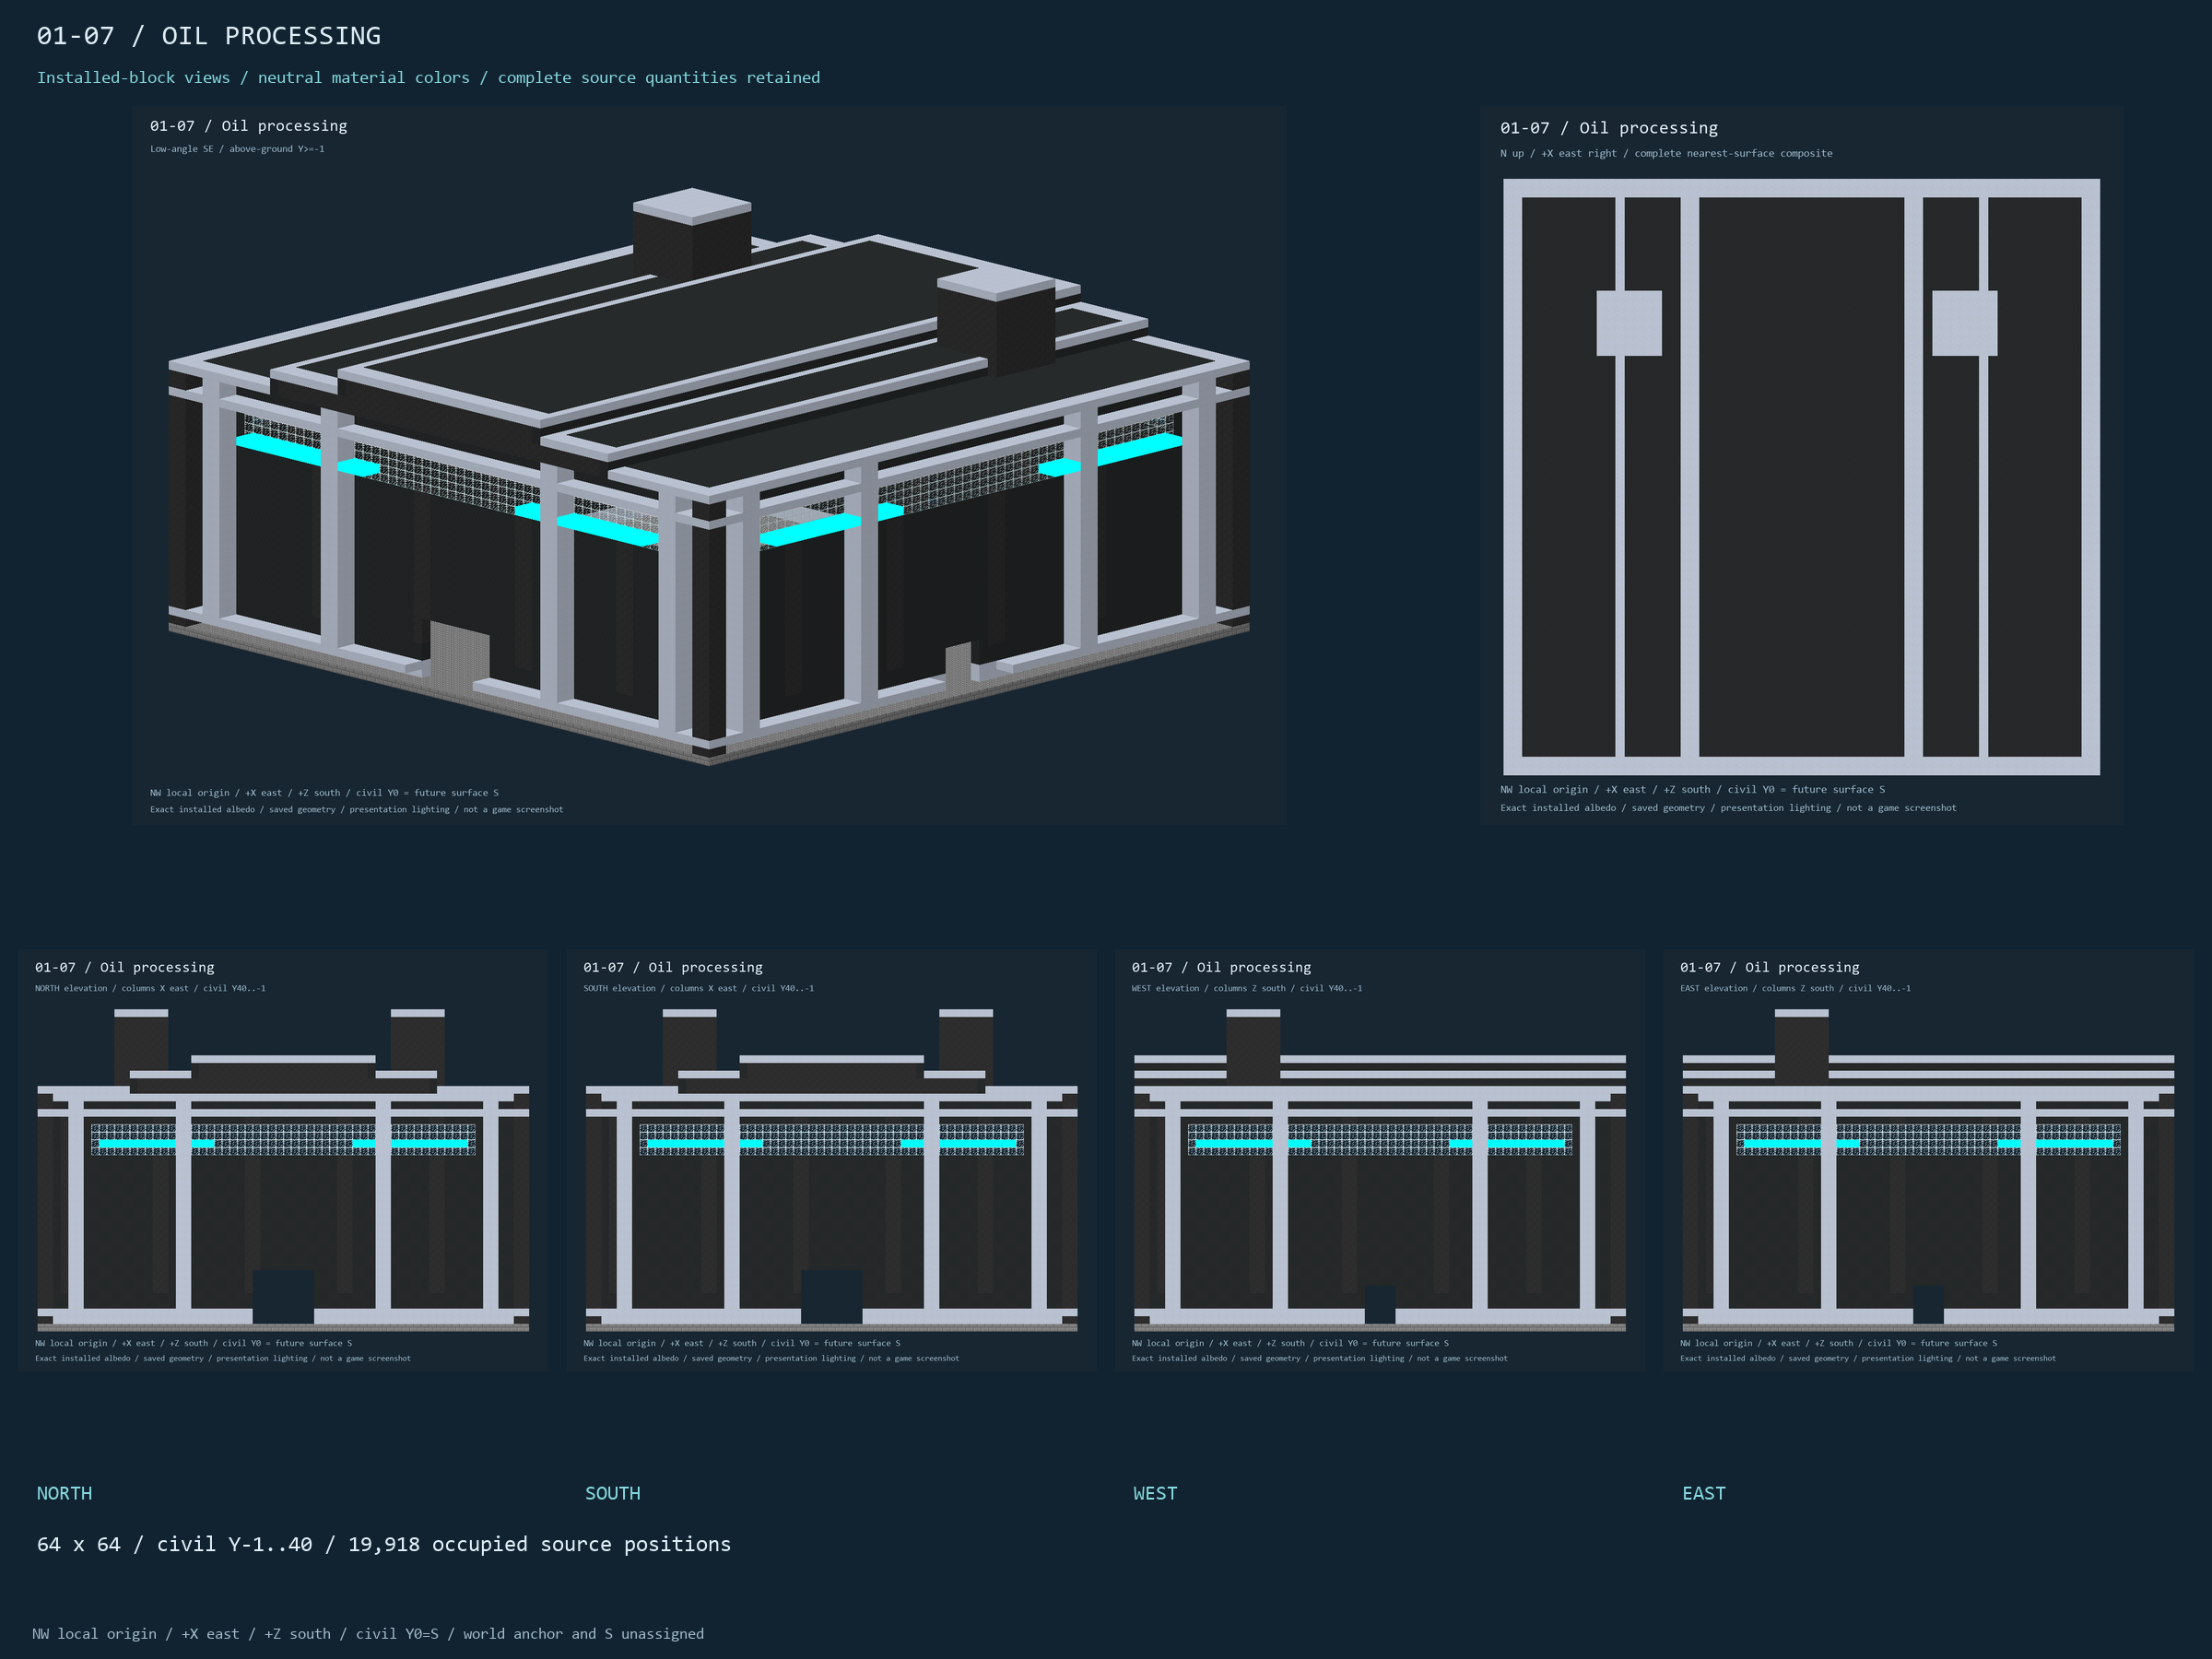 01-07 / OIL PROCESSING
Installed-block views / neutral material colors / complete source quantities retained
01-07 / Oil processing
Low-angle SE / above-ground Y>=-1
NW local origin / +X east / +Z south / civil Y0 = future surface S
Exact installed albedo / saved geometry / presentation lighting / not a game screenshot
01-07 / Oil processing
N up / +X east right / complete nearest-surface composite
NW local origin / +X east / +Z south / civil Y0 = future surface S
Exact installed albedo / saved geometry / presentation lighting / not a game screenshot
01-07 / Oil processing
NORTH elevation / columns X east / civil Y40..-1
NW local origin / +X east / +Z south / civil Y0 = future surface S
Exact installed albedo / saved geometry / presentation lighting / not a game screenshot
01-07 / Oil processing
SOUTH elevation / columns X east / civil Y40..-1
NW local origin / +X east / +Z south / civil Y0 = future surface S
Exact installed albedo / saved geometry / presentation lighting / not a game screenshot
01-07 / Oil processing
WEST elevation / columns Z south / civil Y40..-1
NW local origin / +X east / +Z south / civil Y0 = future surface S
Exact installed albedo / saved geometry / presentation lighting / not a game screenshot
01-07 / Oil processing
EAST elevation / columns Z south / civil Y40..-1
NW local origin / +X east / +Z south / civil Y0 = future surface S
Exact installed albedo / saved geometry / presentation lighting / not a game screenshot
NORTH
SOUTH
WEST
EAST
64 x 64 / civil Y-1..40 / 19,918 occupied source positions
NW local origin / +X east / +Z south / civil Y0=S / world anchor and S unassigned